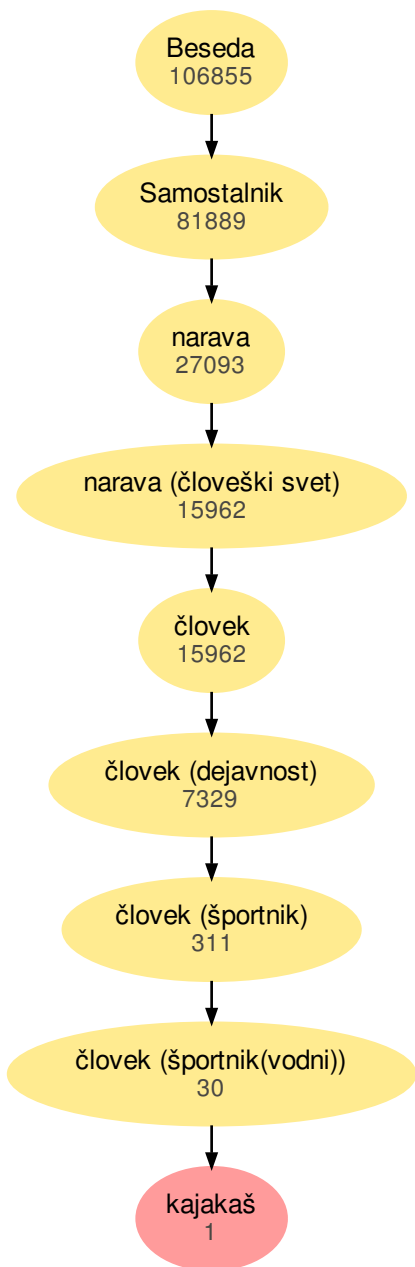 Beseda
106855
Samostalnik
81889
narava
27093
narava (človeški svet)
15962
človek
15962
človek (dejavnost)
7329
človek (športnik)
311
človek (športnik(vodni))
30
kajakaš
1